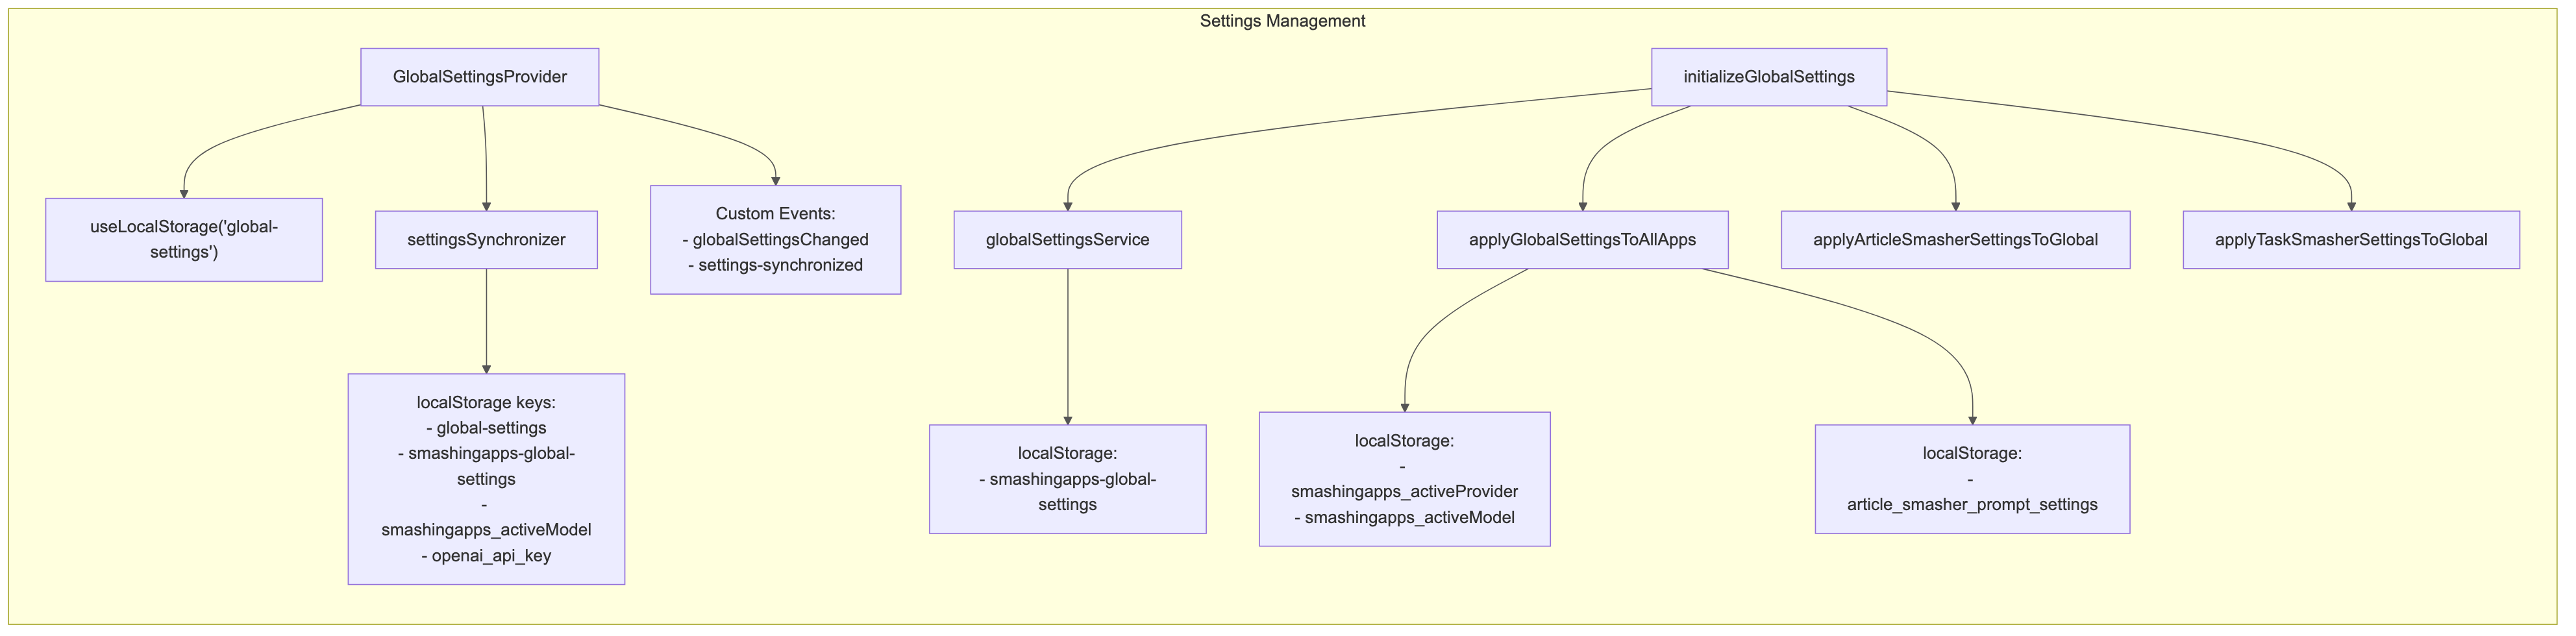 Settings Management
GlobalSettingsProvider
initializeGlobalSettings
useLocalStorage('global-
settings')
settingsSynchronizer
Custom Events:
- globalSettingsChanged
- settings-synchronized
globalSettingsService
applyGlobalSettingsToAllApps
applyArticleSmasherSettingsToGlobal
applyTaskSmasherSettingsToGlobal
localStorage keys:
- global-settings
- smashingapps-global-
settings
-
smashingapps_activeModel
- openai_api_key
localStorage:
- smashingapps-global-
settings
localStorage:
-
smashingapps_activeProvider
- smashingapps_activeModel
localStorage:
-
article_smasher_prompt_settings